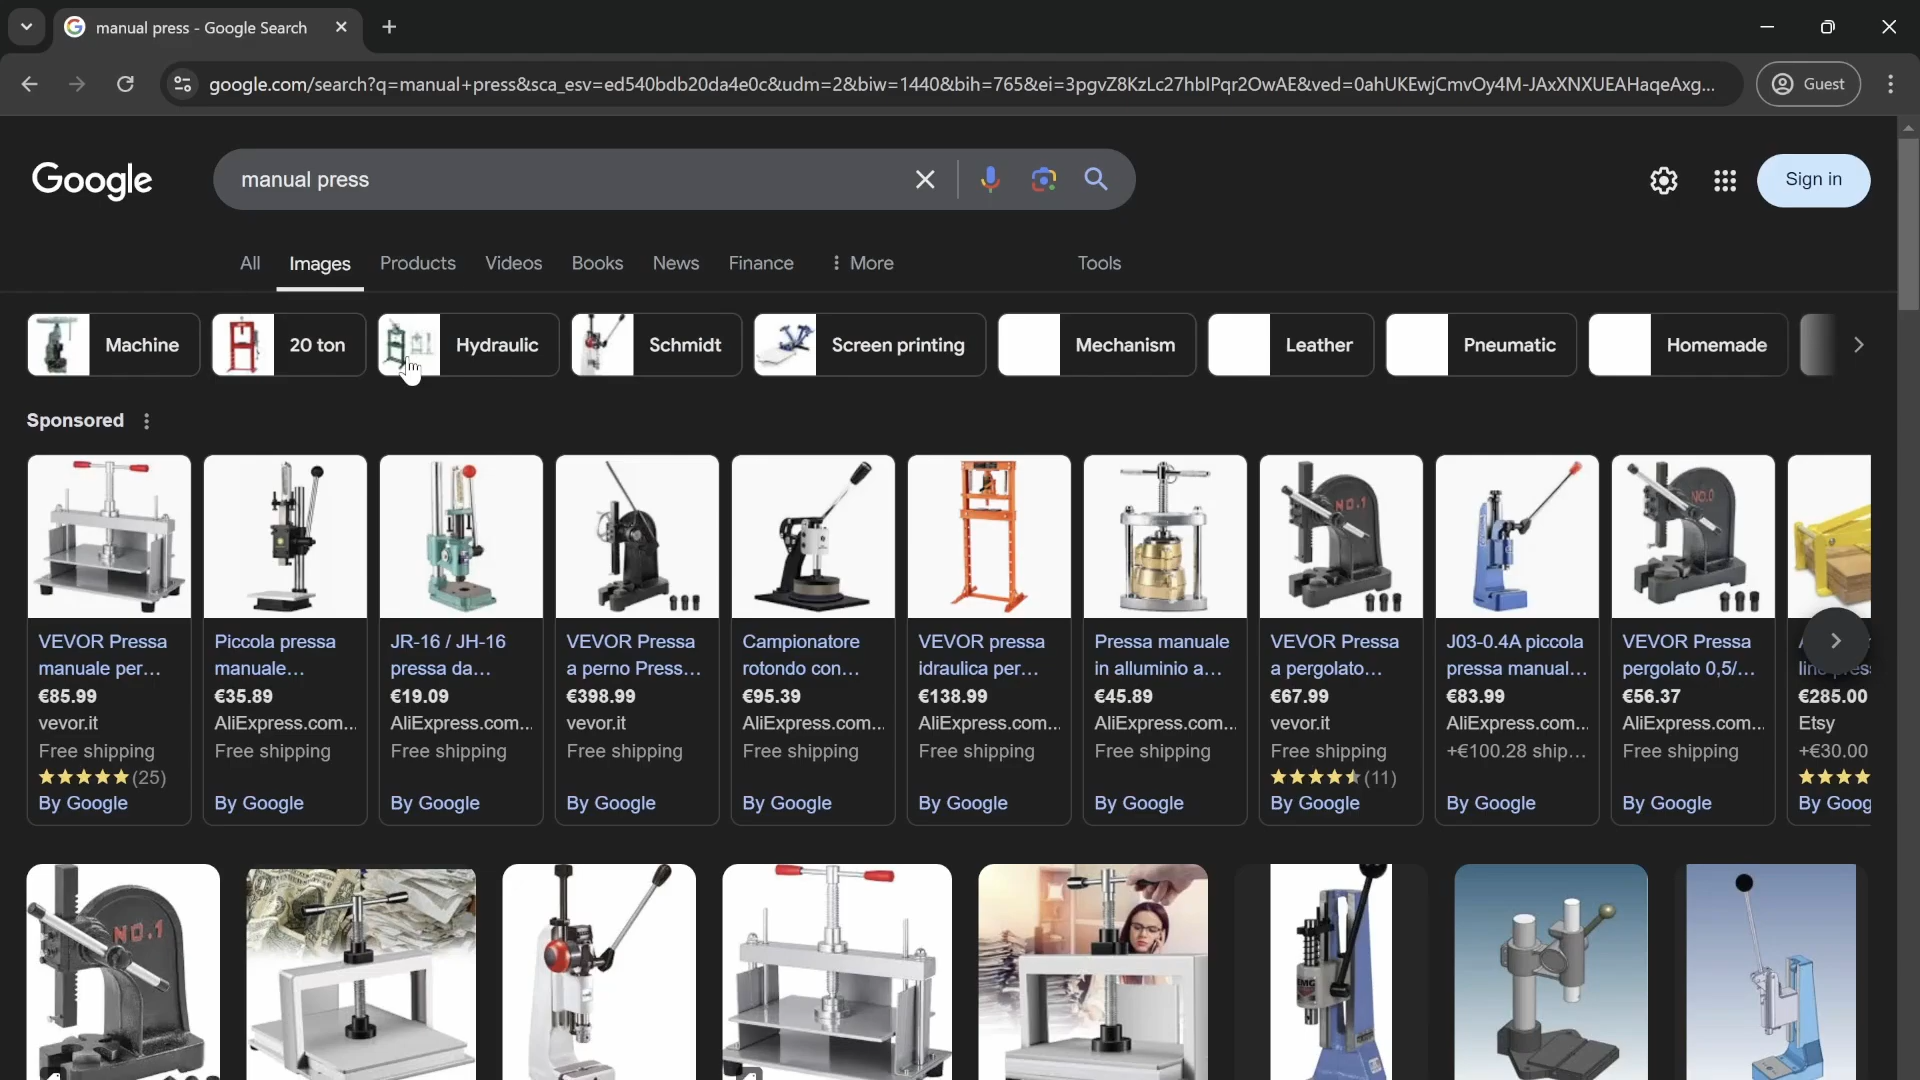 manual press - Google Search
google.com/search?q=manual+press&sca_esv=ed540bdb20da4e0c&udm=2&biw=1440&bih=765&ei=3pgvZ8KzLc27hbIPqr2OwAE&ved=0ahUKEwjCmvOy4M-JAxXNXUEAHaqeAxg...
Guest
Google
manual press
Sign in
All Images Products Videos Books News Finance More Tools
Machine 20 ton Hydraulic Schmidt Screen printing Mechanism Leather Pneumatic Homemade
Sponsored
VEVOR Pressa
manuale per...
€85.99
vevor.it
Free shipping
(25)
By Google
Piccola pressa
manuale...
€35.89
AliExpress.com...
Free shipping
By Google
JR-16 / JH-16
pressa da...
€19.09
AliExpress.com...
Free shipping
By Google
VEVOR Pressa
a perno Press...
€398.99
vevor.it
Free shipping
By Google
Campionatore
rotondo con...
€95.39
AliExpress.com...
Free shipping
By Google
VEVOR pressa
idraulica per...
€138.99
AliExpress.com...
Free shipping
By Google
Pressa manuale
in alluminio a...
€45.89
AliExpress.com...
Free shipping
By Google
NO.1
VEVOR Pressa
a pergolato...
€67.99
vevor.it
Free shipping
(11)
By Google
J03-0.4A piccola
pressa manual...
€83.99
AliExpress.com...
+€100.28 ship...
By Google
NO.0
VEVOR Pressa
pergolato 0,5/...
€56.37
AliExpress.com...
Free shipping
By Google
€285.00
Etsy
+€30.00
By Goog
NO.1